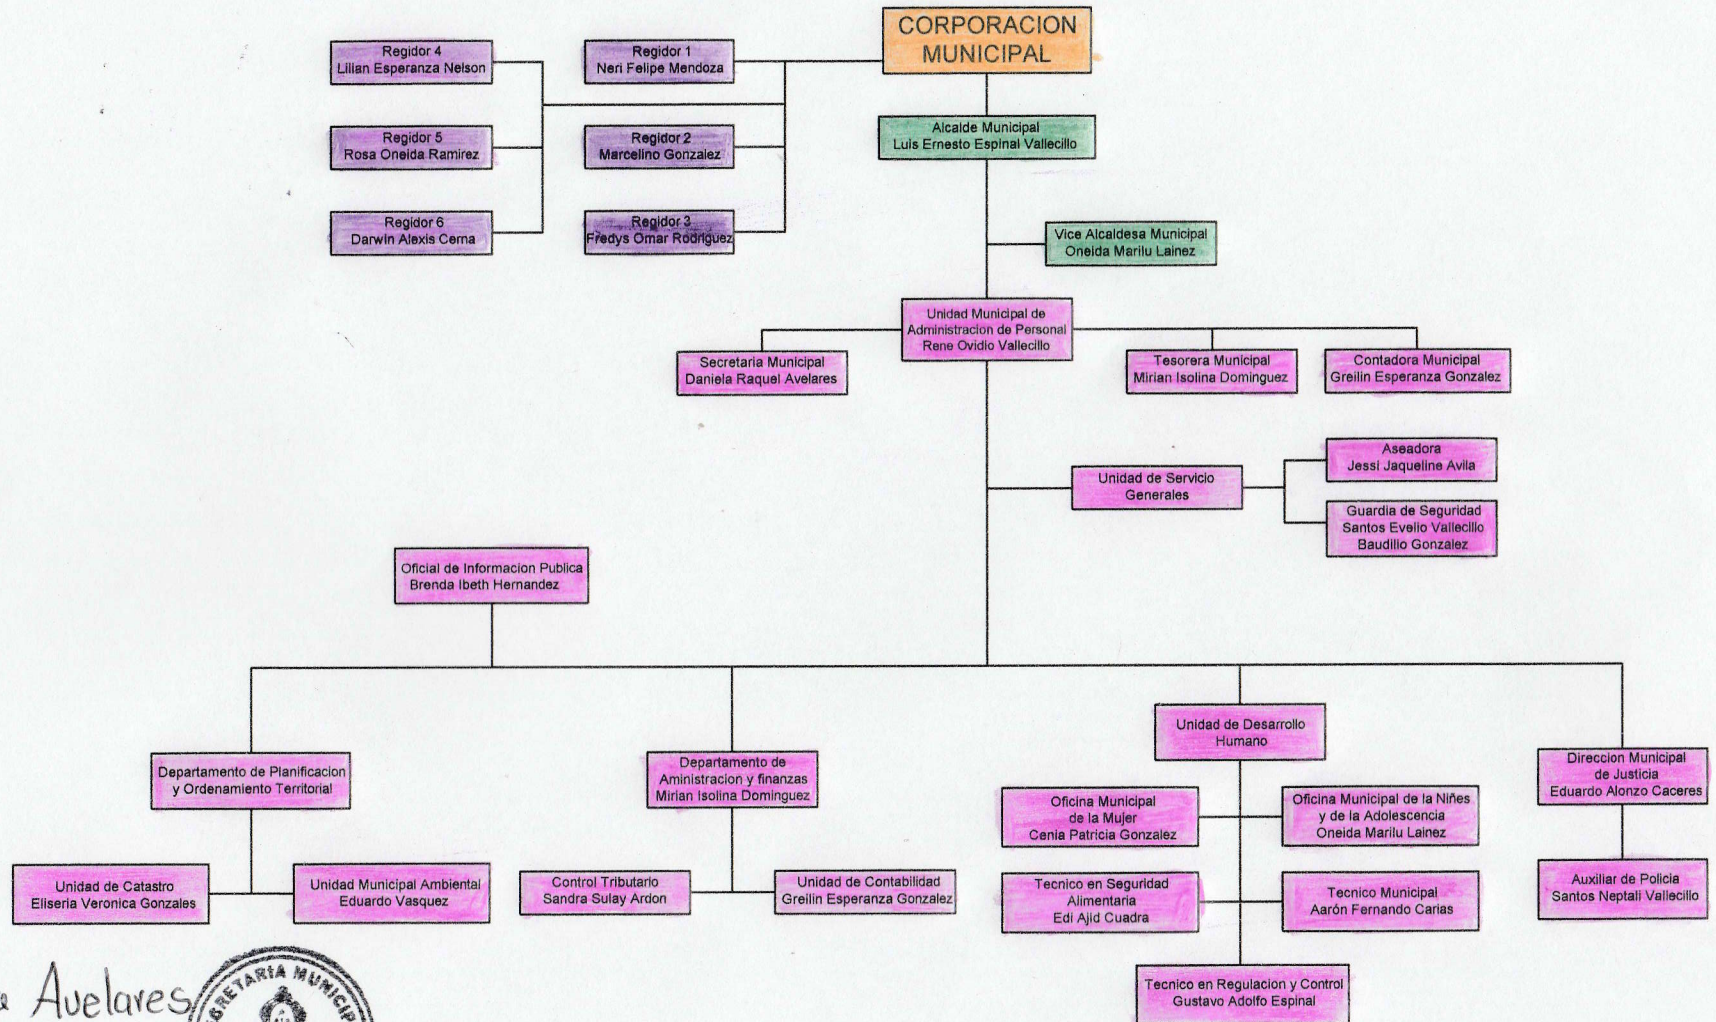 CORPORACION
MUNICIPAL
Regidor 4
Lilian Esperanza Nelson
Regidor 1
Neri Felipe Mendoza
Alcalde Municipal
Luis Ernesto Espinal Vallecillo
Regidor 5
Rosa Oneida Ramirez
Regidor 2
Marcelino Gonzalez
Regidor 6
Darwin Alexis Cerna
Regidor 3
Fredys Omar Rodriguez
Vice Alcaldesa Municipal
Oneida Marilu Lainez
Unidad Municipal de
Administracion de Personal
Rene Ovidio Vallecillo
Secretaria Municipal
Daniela Raquel Avelares
Tesorera Municipal
Mirian Isolina Dominguez
Contadora Municipal
Greilin Esperanza Gonzalez
Unidad de Servicio
Generales
Aseadora
Jessi Jaqueline Avila
Guardia de Seguridad
Santos Evelio Vallecillo
Baudilio Gonzalez
Oficial de Informacion Publica
Brenda Ibeth Hernandez
Departamento de Planificacion
y Ordenamiento Territorial
Departamento de
Aministracion y finanzas
Mirian Isolina Dominguez
Unidad de Desarrollo
Humano
Direccion Municipal
de Justicia
Eduardo Alonzo Caceres
Oficina Municipal
de la Mujer
Cenia Patricia Gonzalez
Oficina Municipal de la Niñes
y de la Adolescencia
Oneida Marilu Lainez
Unidad de Catastro
Eliseria Veronica Gonzales
Unidad Municipal Ambiental
Eduardo Vasquez
Control Tributario
Sandra Sulay Ardon
Unidad de Contabilidad
Greilin Esperanza Gonzalez
Tecnico en Seguridad
Alimentaria
Edi Ajid Cuadra
Tecnico Municipal
Aarón Fernando Carias
Auxiliar de Policia
Santos Neptali Vallecillo
Tecnico en Regulacion y Control
Gustavo Adolfo Espinal
Avelares